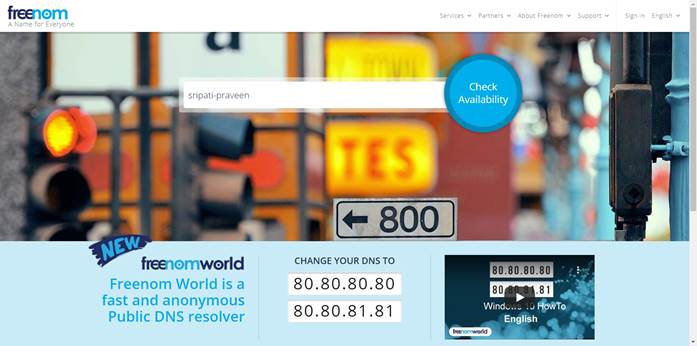 freenom
A Name for Everyone
Services Partners About Freenom Support Sign in English
sripati-praveen
Check
Availability
TES
800
NEW
freenomworld
Freenom World is a
fast and anonymous
Public DNS resolver
CHANGE YOUR DNS TO
80.80.80.80
80.80.81.81
80.80.80.80
80.80.81.81
Windows 10 HowTo
English
freenomworld